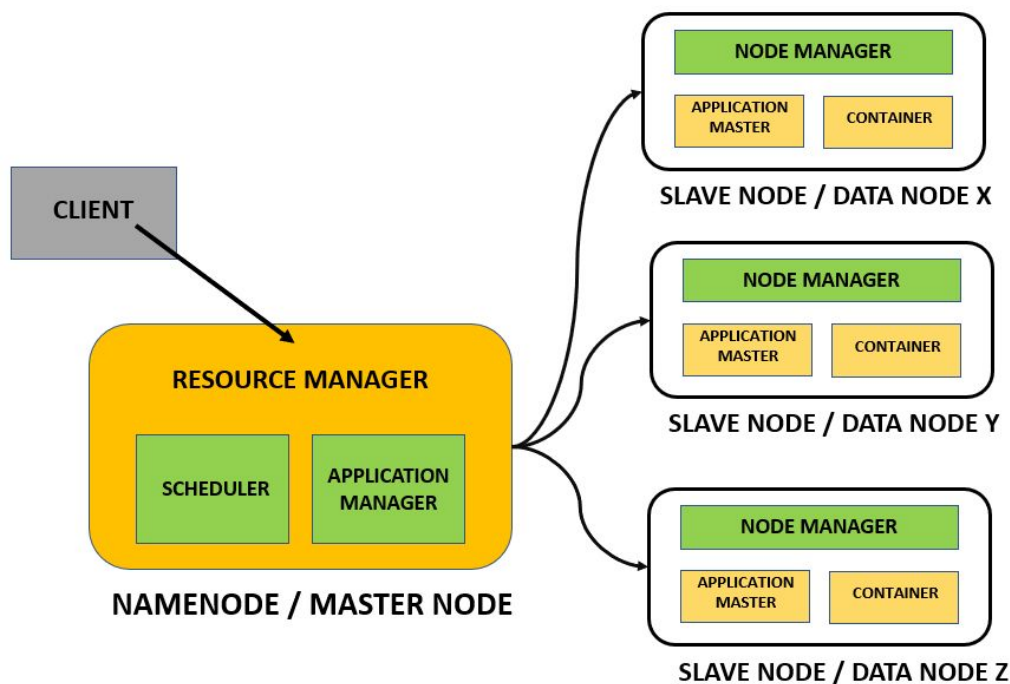 CLIENT
RESOURCE MANAGER
SCHEDULER
APPLICATION
MANAGER
NAMENODE / MASTER NODE
NODE MANAGER
APPLICATION
MASTER
CONTAINER
SLAVE NODE / DATA NODE X
NODE MANAGER
APPLICATION
MASTER
CONTAINER
SLAVE NODE / DATA NODE Y
NODE MANAGER
APPLICATION
MASTER
CONTAINER
SLAVE NODE / DATA NODE Z